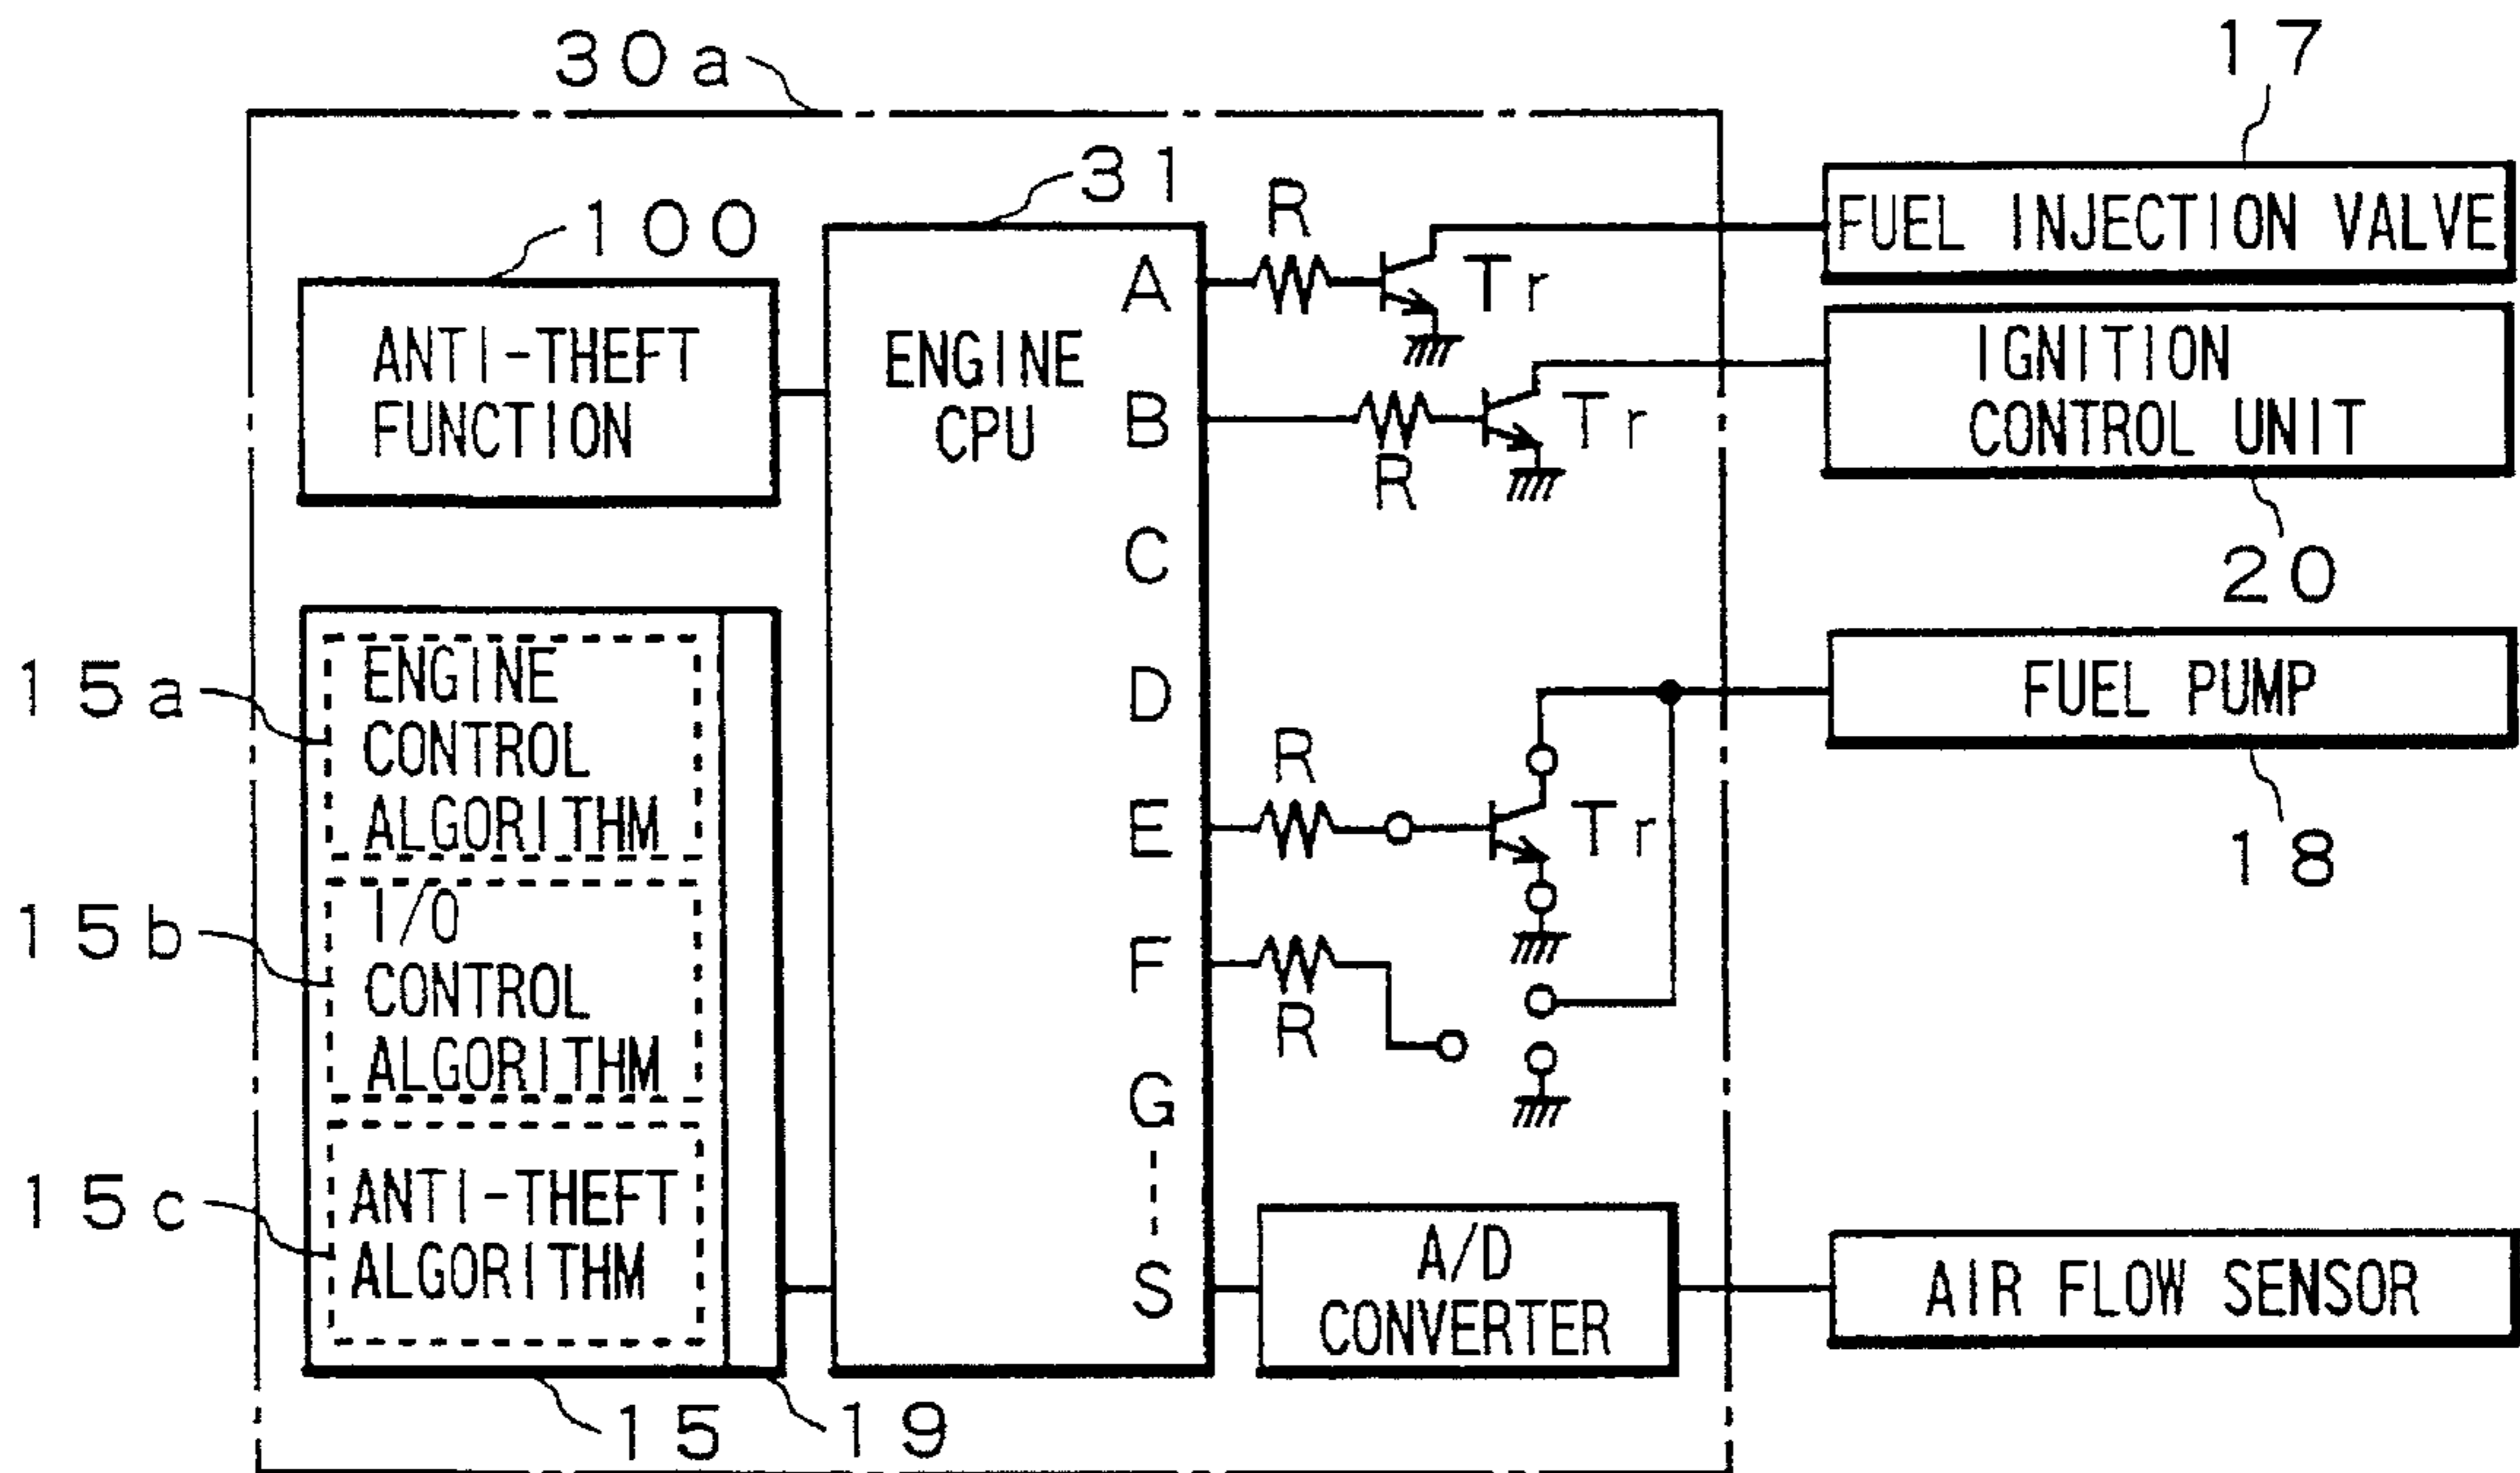 30a
17
31
R
FUEL INJECTION VALVE
100
A
Tr
ANTI-THEFT
FUNCTION
ENGINE
CPU
IGNITION
CONTROL UNIT
B
Tr
R
C
20
15a
ENGINE
CONTROL
ALGORITHM
D
FUEL PUMP
R
E
Tr
18
15b
I/O
CONTROL
ALGORITHM
F
R
G
15c
ANTI-THEFT
ALGORITHM
S
A/D
CONVERTER
AIR FLOW SENSOR
15
19